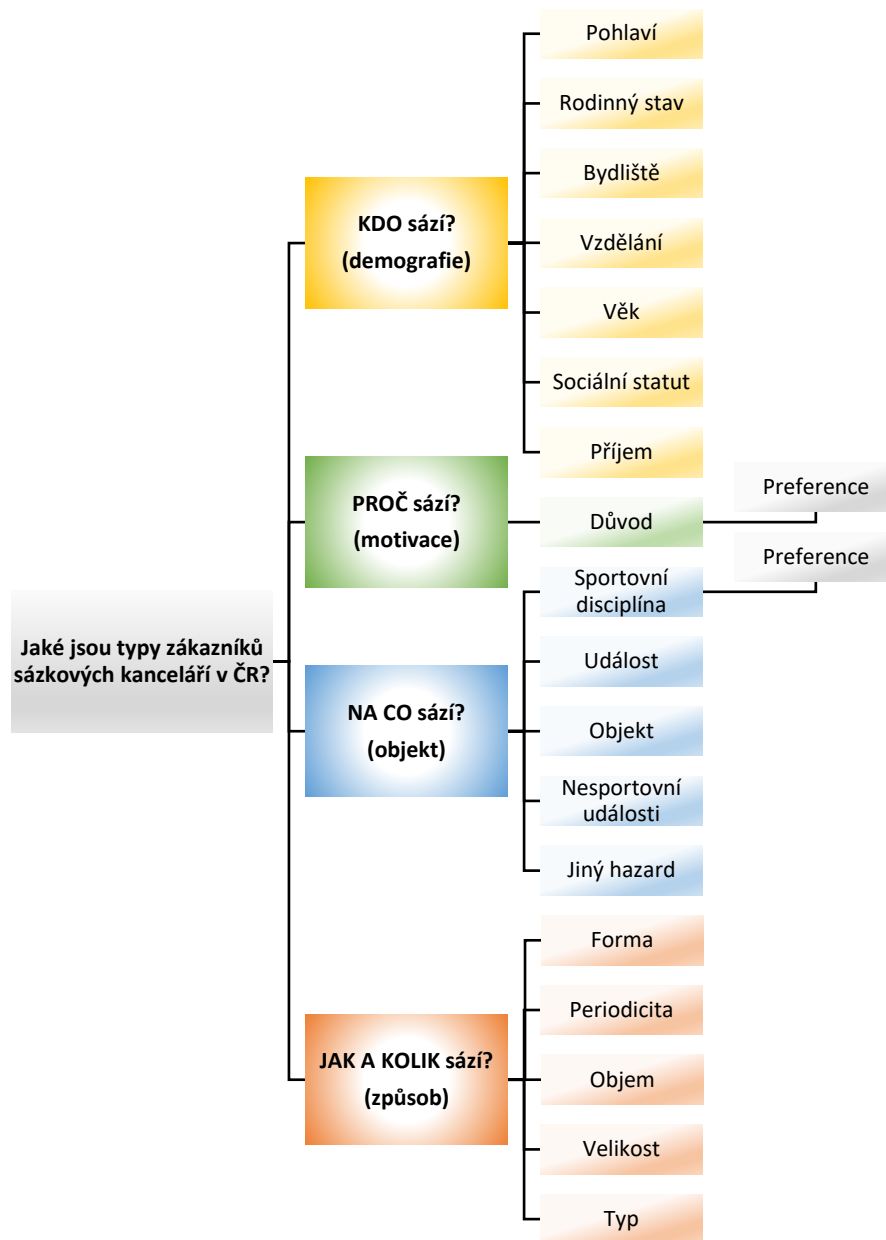 Jaké jsou typy zákazníků
sázkových kanceláří v ČR?
KDO sází?
(demografie)
Pohlaví
Rodinný stav
Bydliště
Vzdělání
Věk
Sociální statut
Příjem
PROČ sází?
(motivace)
Důvod
Preference
NA CO sází?
(objekt)
Sportovní
disciplína
Preference
Událost
Objekt
Nesportovní
události
Jiný hazard
JAK A KOLIK sází?
(způsob)
Forma
Periodicita
Objem
Velikost
Typ